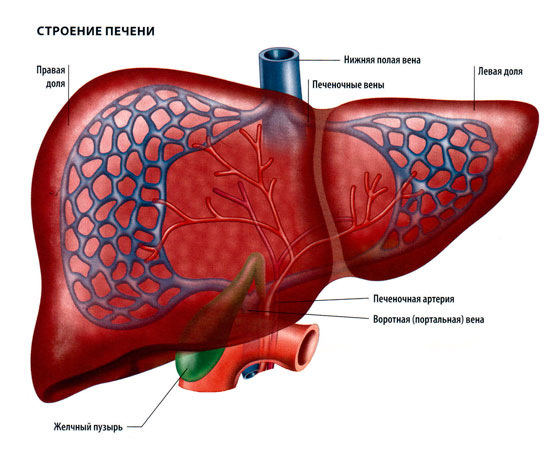 СТРОЕНИЕ ПЕЧЕНИ
Нижняя полая вена
Правая
доля
Печеночные вены
Левая доля
Печеночная артерия
Воротная (портальная) вена
Желчный пузырь